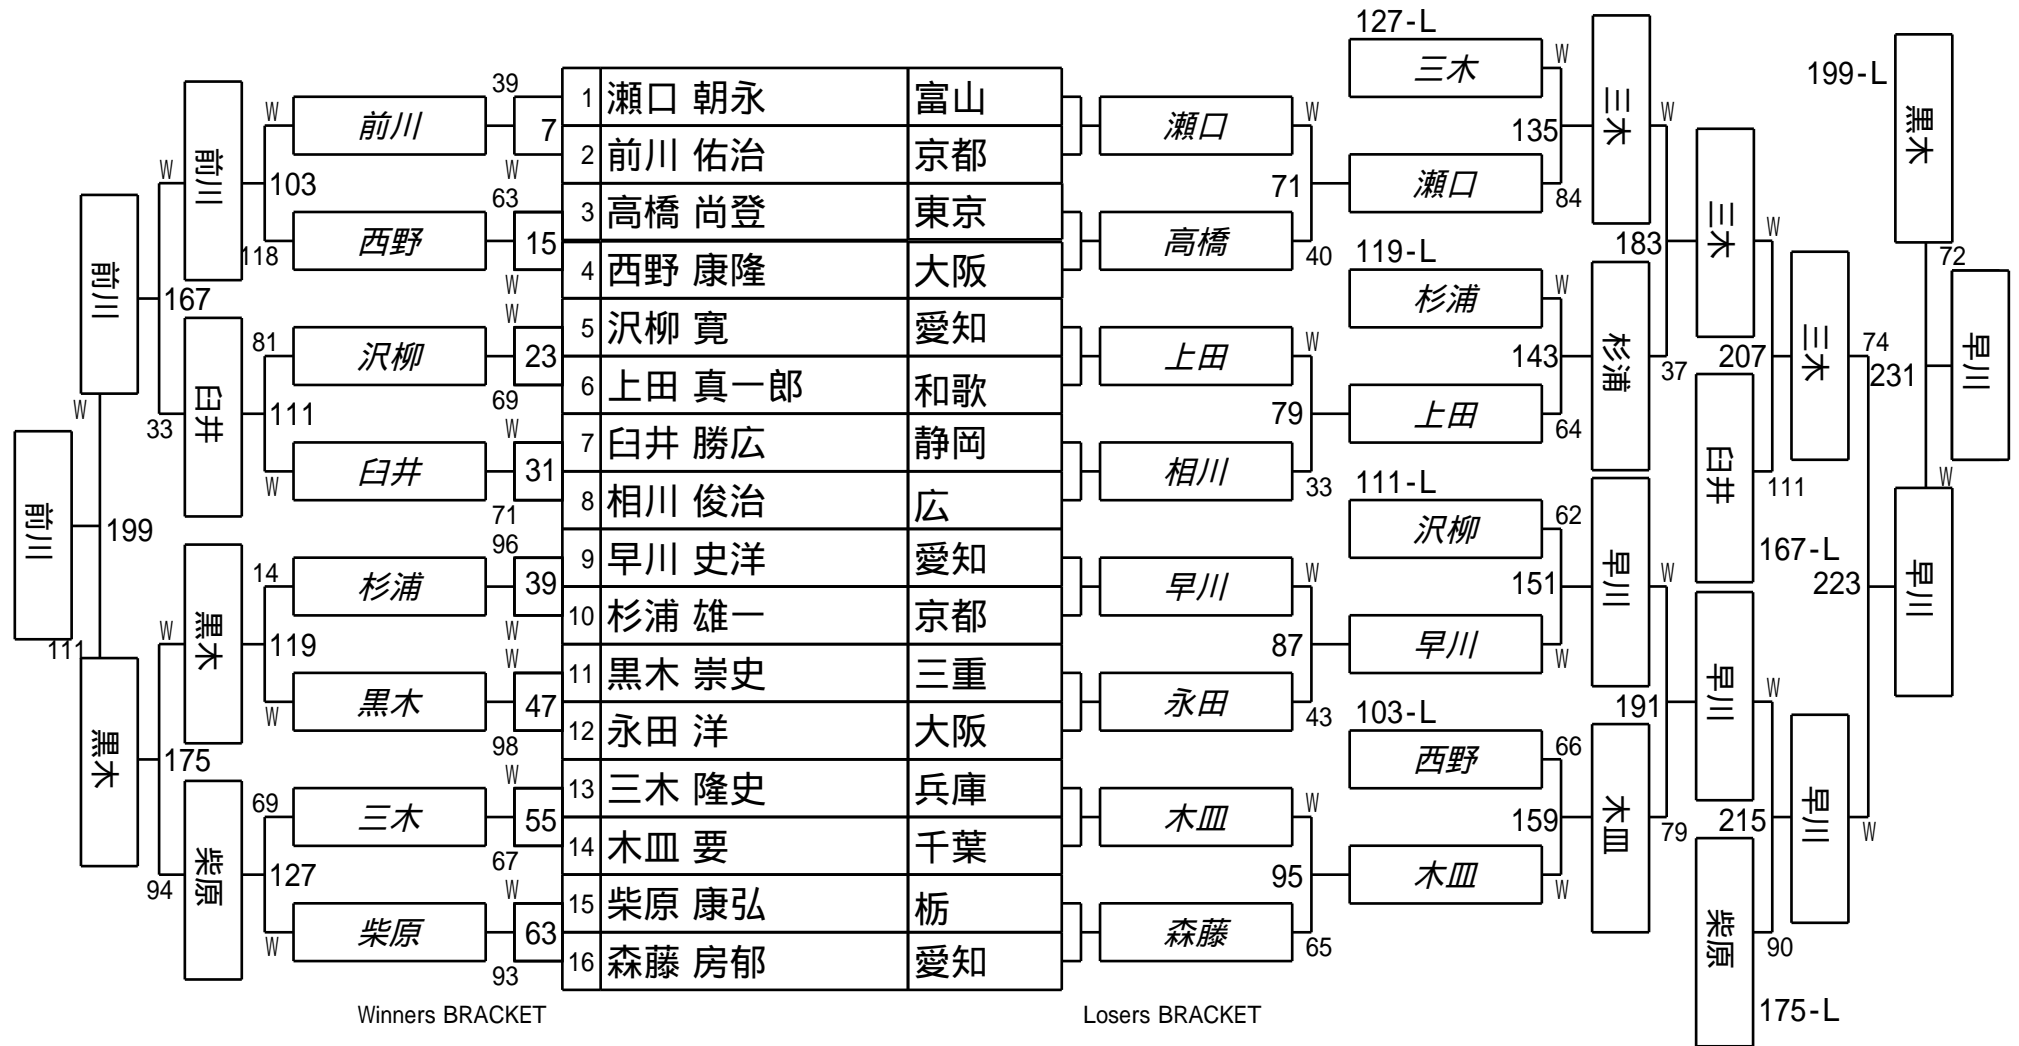 127-L
三木
W
199-L
黒木
39
1 瀬口 朝永 富山
前川
W
7
瀬口
W
三木
W
2 前川 佑治 京都
135
前川
W
103
W
63
3 高橋 尚登 東京
71
瀬口
84
三木
W
西野
118
15
高橋
40
183
72
4 西野 康隆 大阪
119-L
早川
前川
167
W
W
5 沢柳 寛 愛知
杉浦
W
三木
74
231
81
沢柳
23
上田
W
143
杉浦
37
207
6 上田 真一郎 和歌
69
臼井
111
W
33
W
7 臼井 勝広 静岡
79
上田
64
臼井
W
31
相川
33
臼井
111
W
8 相川 俊治 広
71
111-L
前川
199
96
9 早川 史洋 愛知
沢柳
62
167-L
14
杉浦
39
早川
W
151
早川
W
223
早川
10 杉浦 雄一 京都
W
黒木
119
W
111
W
11 黒木 崇史 三重
87
早川
W
黒木
W
47
永田
43
191
早川
W
12 永田 洋 大阪
98
103-L
黒木
175
W
13 三木 隆史 兵庫
西野
66
69
三木
55
木皿
W
159
木皿
79
215
早川
W
14 木皿 要 千葉
67
柴原
127
94
W
15 柴原 康弘 栃
95
木皿
W
柴原
W
63
森藤
65
柴原
90
16 森藤 房郁 愛知
93
175-L
Winners BRACKET
Losers BRACKET